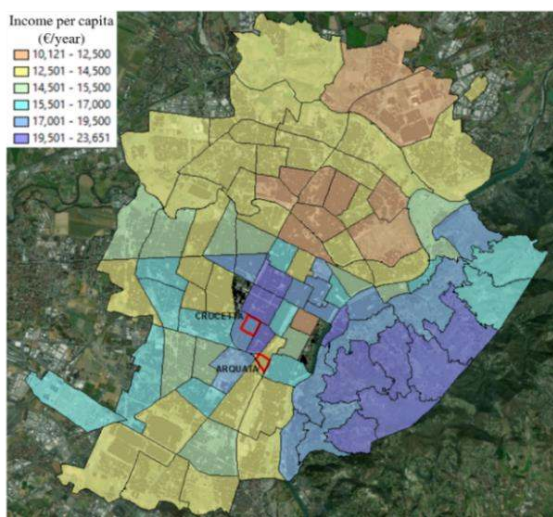 Income per capita
(€/year)
10,121 - 12,500
12,501 - 14,500
14,501 - 15,500
15,501 - 17,000
17,001 - 19,500
19,501 - 23,651
CROCETTA
ARQUATA